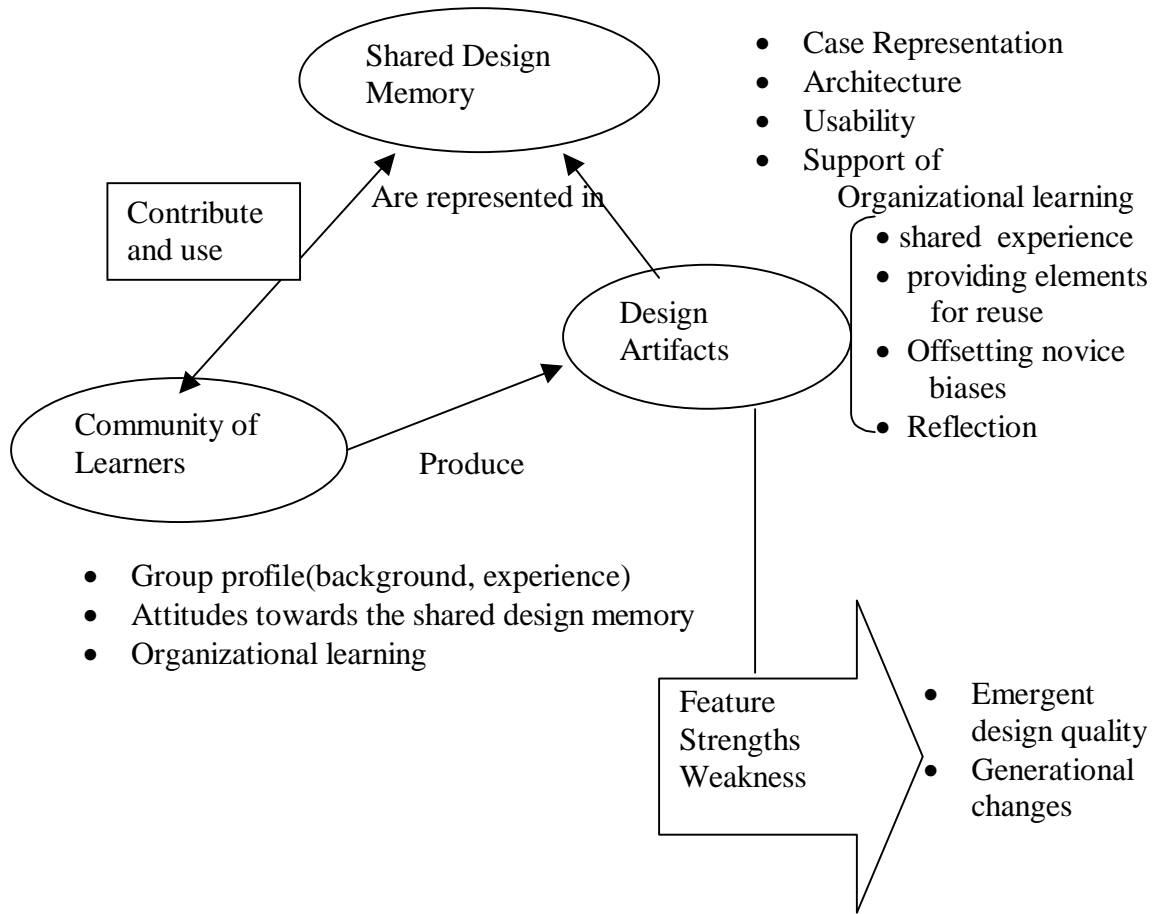 Shared Design
Memory
• Case Representation
• Architecture
• Usability
• Support of
Organizational learning
• shared experience
• providing elements
for reuse
• Offsetting novice
biases
• Reflection
Contribute
and use
Are represented in
Design
Artifacts
Community of
Learners
Produce
• Group profile(background, experience)
• Attitudes towards the shared design memory
• Organizational learning
Feature
Strengths
Weakness
• Emergent
design quality
• Generational
changes